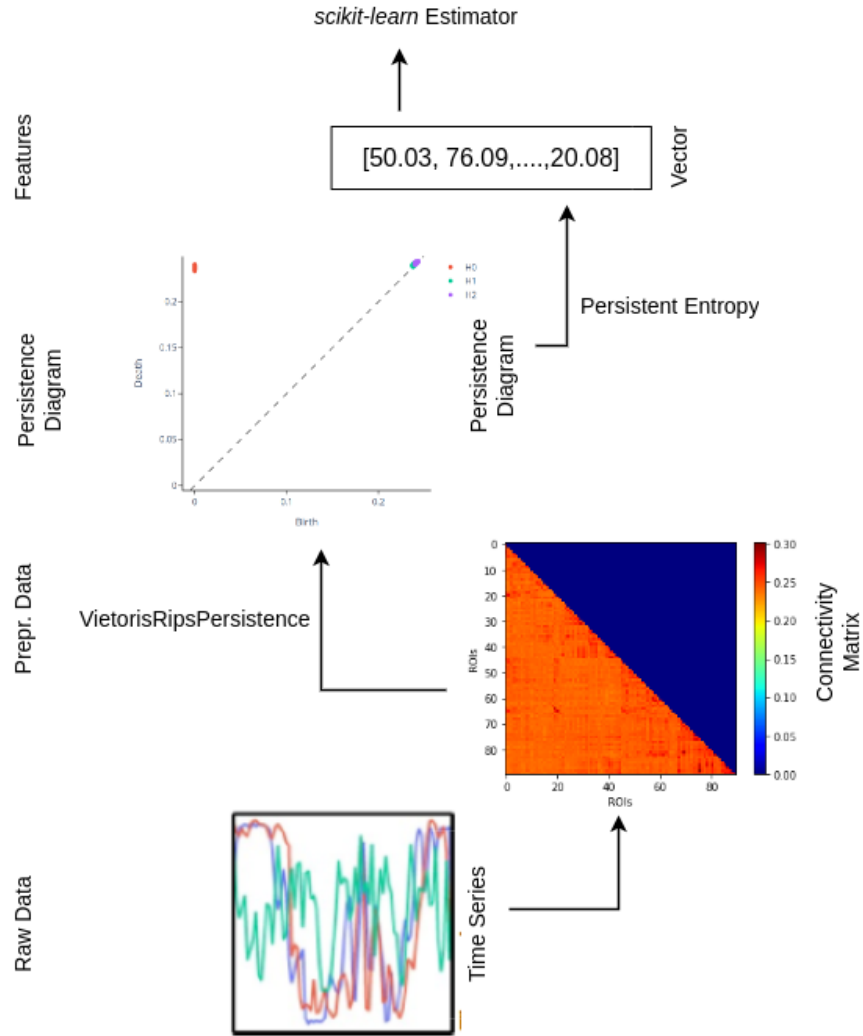 scikit-learn Estimator
Features
[50.03, 76.09,....,20.08]
Vector
Persistence
Diagram
0.2
0.15
0.1
0.05
0
0
0.1
0.2
Death
Birth
H0
H1
H2
Persistence
Diagram
Persistent Entropy
Prepr. Data
VietorisRipsPersistence
0
10
20
30
40
50
60
70
80
ROIs
0
20
40
60
80
ROIs
0.30
0.25
0.20
0.15
0.10
0.05
0.00
Connectivity
Matrix
Raw Data
Time Series